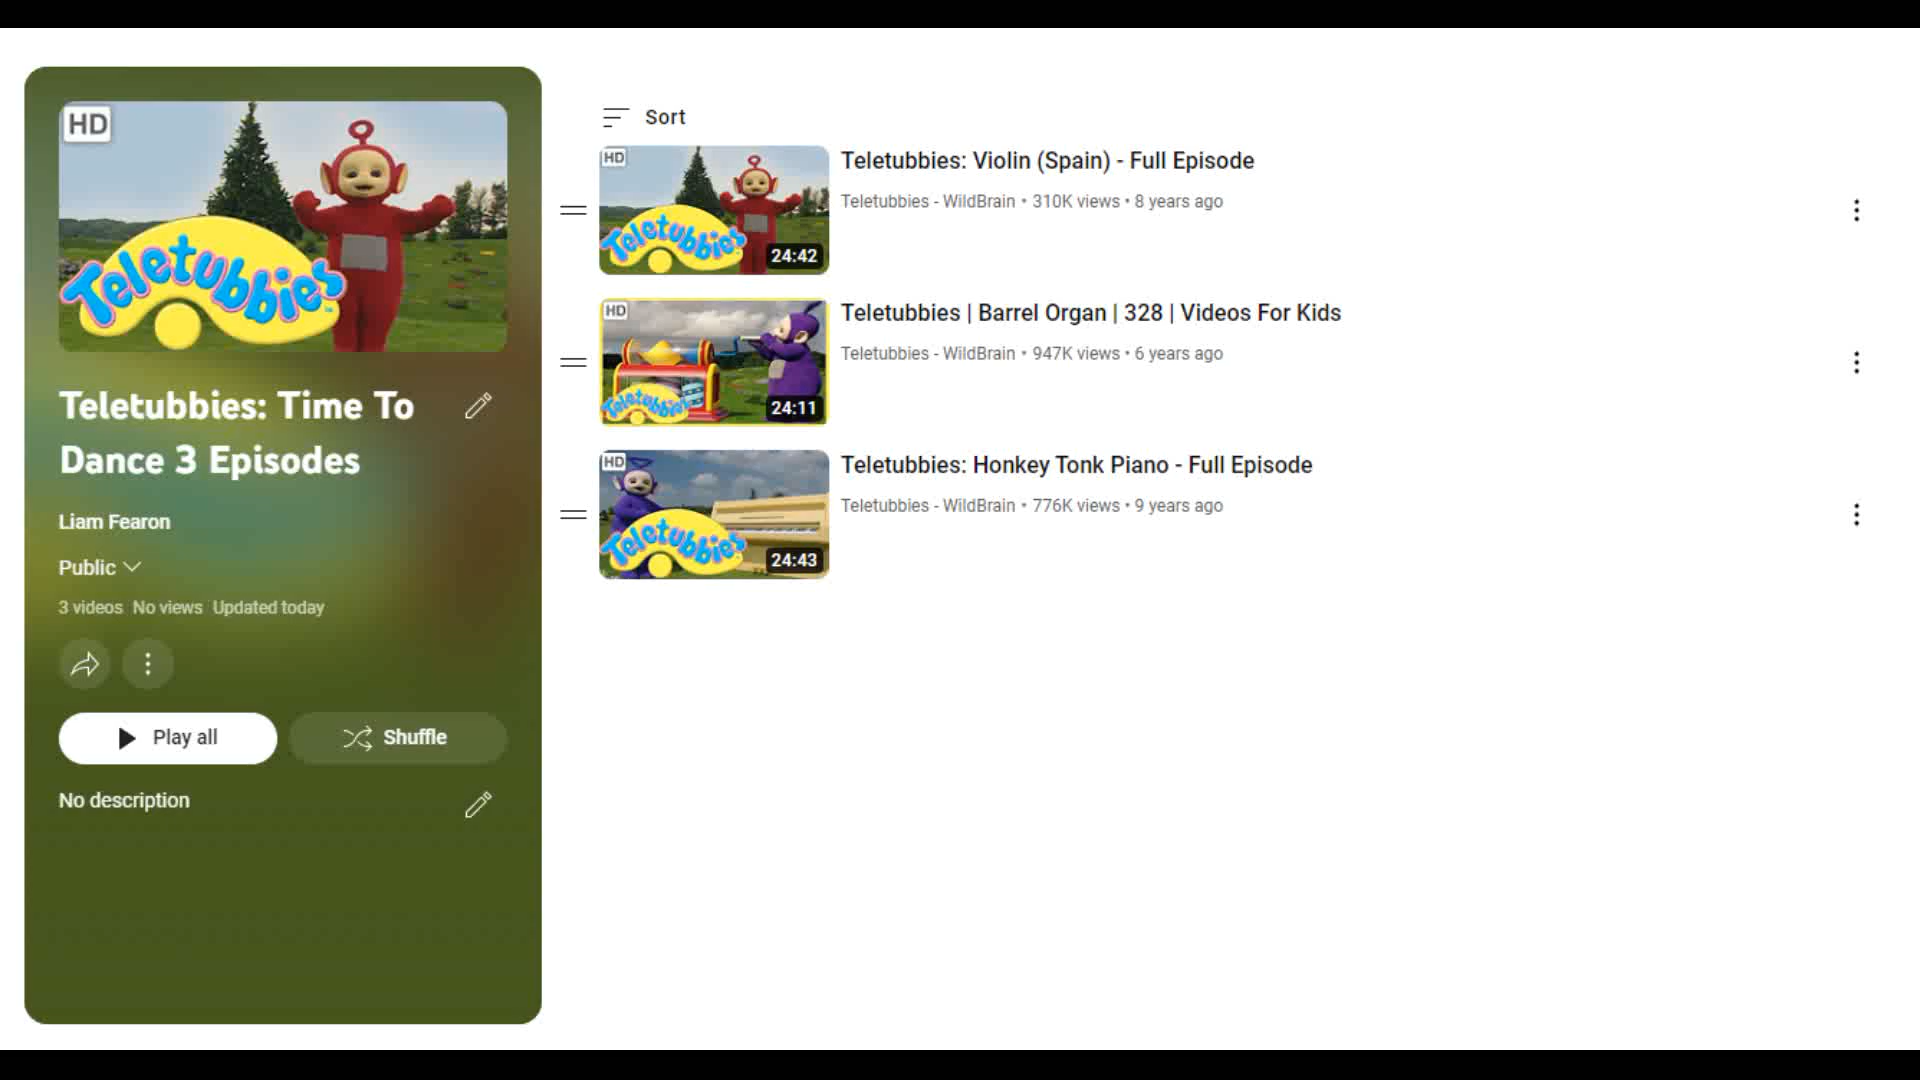 HD
Teletubbies
Teletubbies: Time To
Dance 3 Episodes
Liam Fearon
Public
3 videos No views Updated today
Play all
Shuffle
No description
Sort
HD
Teletubbies
24:42
Teletubbies: Violin (Spain) - Full Episode
Teletubbies - WildBrain • 310K views • 8 years ago
HD
Teletubbies
24:11
Teletubbies | Barrel Organ | 328 | Videos For Kids
Teletubbies - WildBrain • 947K views • 6 years ago
HD
Teletubbies
24:43
Teletubbies: Honkey Tonk Piano - Full Episode
Teletubbies - WildBrain • 776K views • 9 years ago